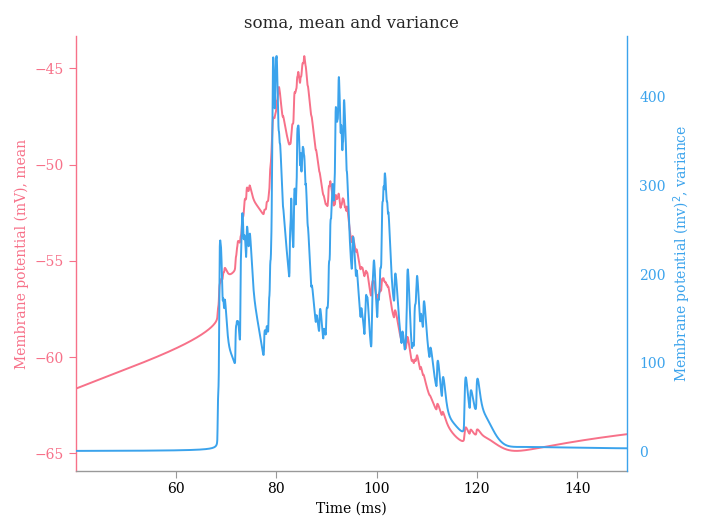 soma, mean and variance
Membrane potential (mV), mean
−45
−50
−55
−60
−65
400
300
200
100
0
Membrane potential (mv)², variance
60 80 100 120 140
Time (ms)